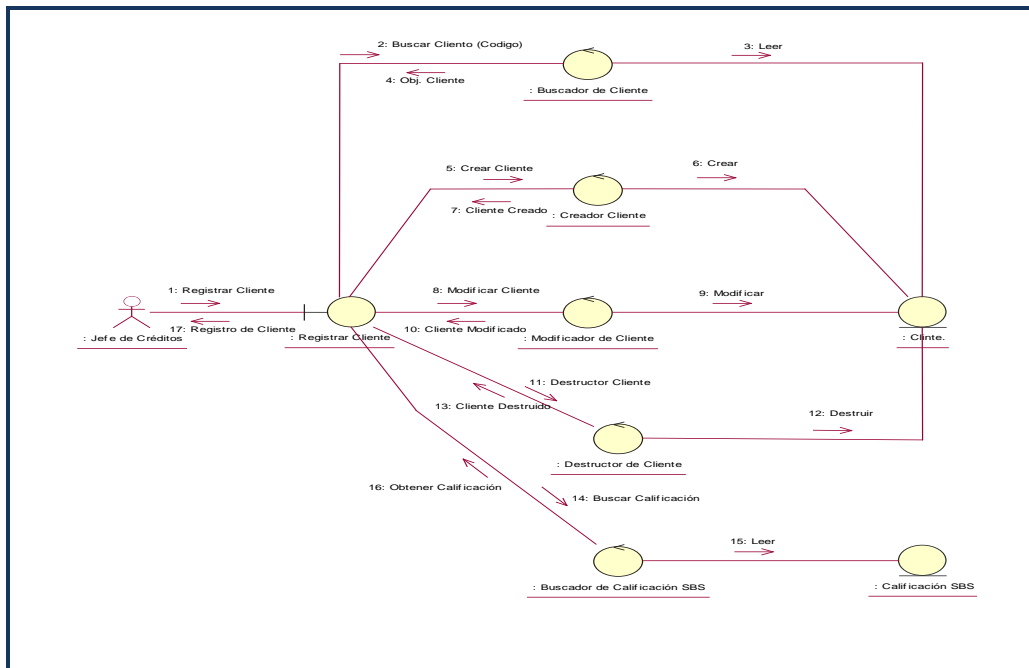 2: Buscar Cliento (Codigo)
3: Leer
4: Obj. Cliente
: Buscador de Cliente
5: Crear Cliente
6: Crear
7: Cliente Creado
: Creador Cliente
1: Registrar Cliente
8: Modificar Cliente
9: Modificar
17: Registro de Cliente
10: Cliente Modificado
: Jefe de Créditos
: Registrar Cliente
: Modificador de Cliente
: Clinte.
11: Destructor Cliente
13: Cliente Destruido
12: Destruir
: Destructor de Cliente
16: Obtener Calificación
14: Buscar Calificación
15: Leer
: Buscador de Calificación SBS
: Calificación SBS